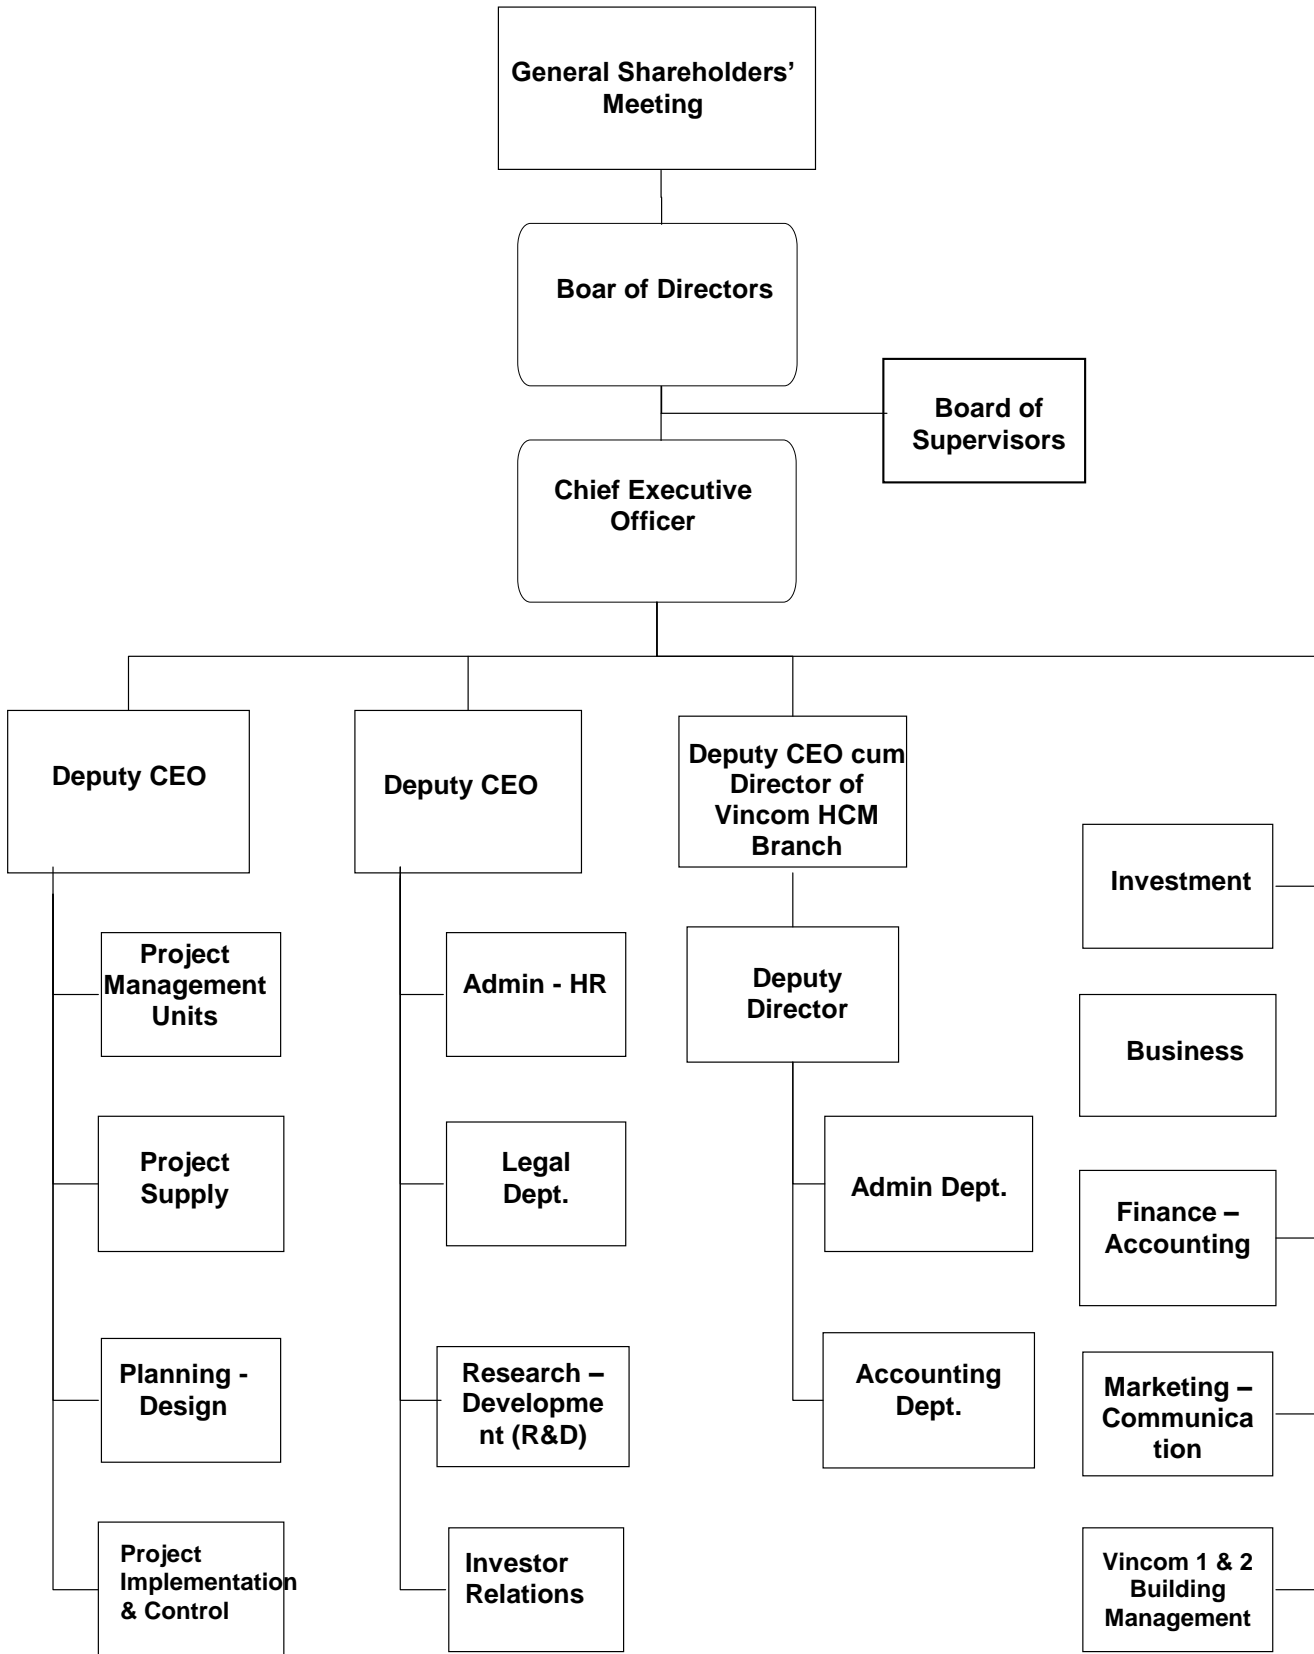 General Shareholders’
Meeting
Boar of Directors
Board of
Supervisors
Chief Executive
Officer
Deputy CEO
Deputy CEO
Deputy CEO cum
Director of
Vincom HCM
Branch
Investment
Project
Management
Units
Admin - HR
Deputy
Director
Business
Project
Supply
Legal
Dept.
Admin Dept.
Finance –
Accounting
Planning -
Design
Research –
Developme
nt (R&D)
Accounting
Dept.
Marketing –
Communica
tion
Project
Implementation
& Control
Investor
Relations
Vincom 1 & 2
Building
Management